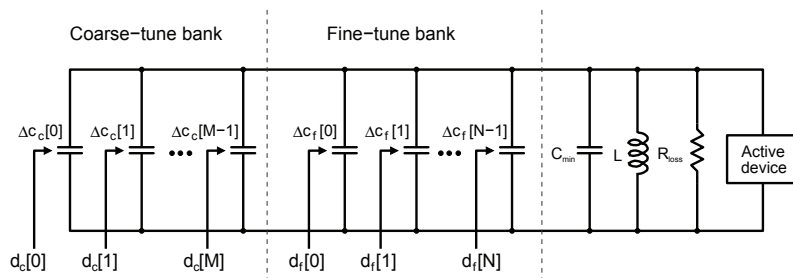 Coarse−tune bank Fine−tune bank
Δc_c[0] Δc_c[1] Δc_c[M−1] Δc_f[0] Δc_f[1] Δc_f[N−1]
C_min L R_loss Active device
d_c[0] d_c[1] d_c[M] d_f[0] d_f[1] d_f[N]